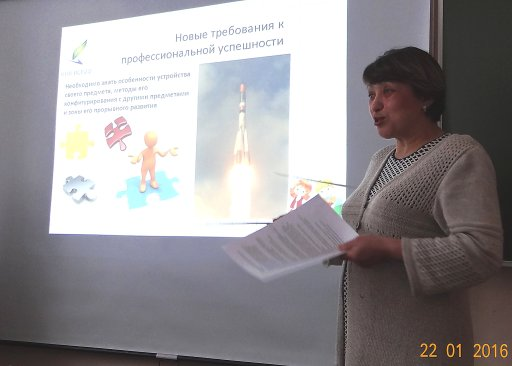 Новые требования к
профессиональной успешности
Необходимо знать особенности устройства
своего предмета, методы его
конфигурирования с другими предметами
и зоны его прорывного развития
22 01 2016